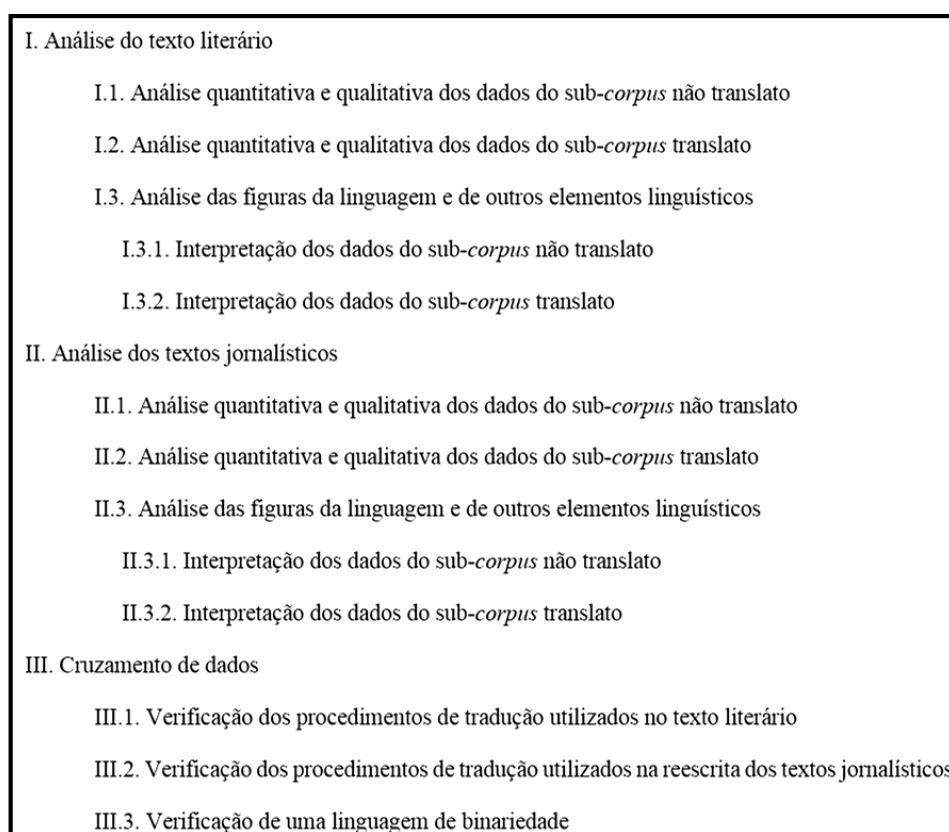 I. Análise do texto literário
I.1. Análise quantitativa e qualitativa dos dados do sub-corpus não translato
I.2. Análise quantitativa e qualitativa dos dados do sub-corpus translato
I.3. Análise das figuras da linguagem e de outros elementos linguísticos
I.3.1. Interpretação dos dados do sub-corpus não translato
I.3.2. Interpretação dos dados do sub-corpus translato
II. Análise dos textos jornalísticos
II.1. Análise quantitativa e qualitativa dos dados do sub-corpus não translato
II.2. Análise quantitativa e qualitativa dos dados do sub-corpus translato
II.3. Análise das figuras da linguagem e de outros elementos linguísticos
II.3.1. Interpretação dos dados do sub-corpus não translato
II.3.2. Interpretação dos dados do sub-corpus translato
III. Cruzamento de dados
III.1. Verificação dos procedimentos de tradução utilizados no texto literário
III.2. Verificação dos procedimentos de tradução utilizados na reescrita dos textos jornalísticos
III.3. Verificação de uma linguagem de binariedade